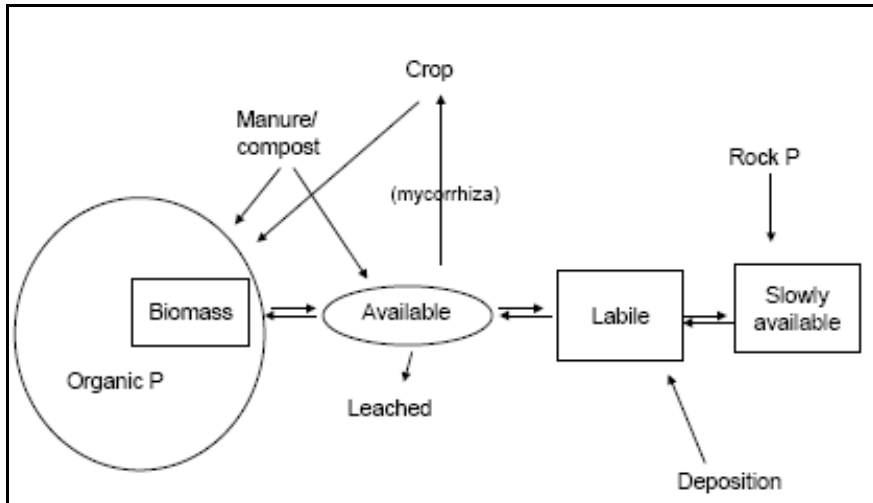 Crop
Manure/
compost
Rock P
(mycorrhiza)
Biomass
Available
Labile
Slowly
available
Organic P
Leached
Deposition